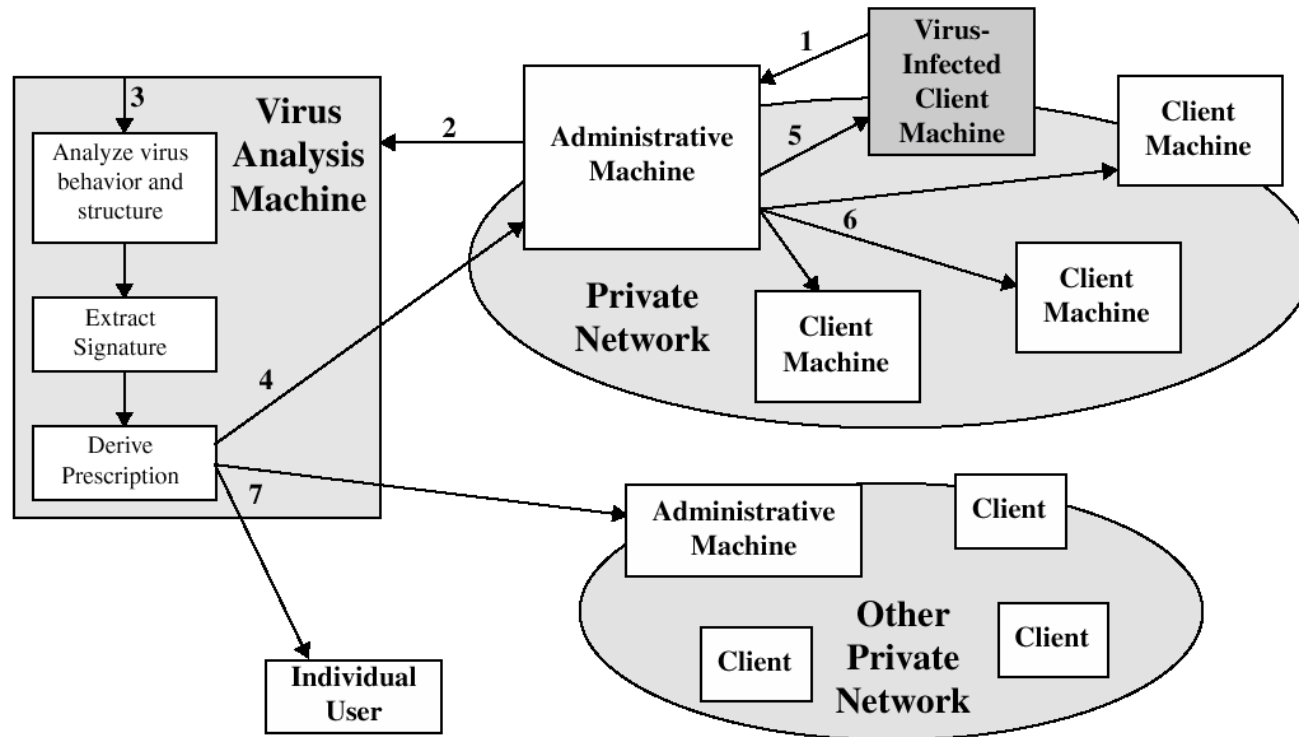 1
Virus-
Infected
Client
Machine
3
Virus
Analysis
Machine
2
Administrative
Machine
5
Client
Machine
Analyze virus
behavior and
structure
6
Client
Machine
Private
Network
Client
Machine
Extract
Signature
4
Derive
Prescription
7
Administrative
Machine
Client
Other
Private
Network
Client
Client
Individual
User